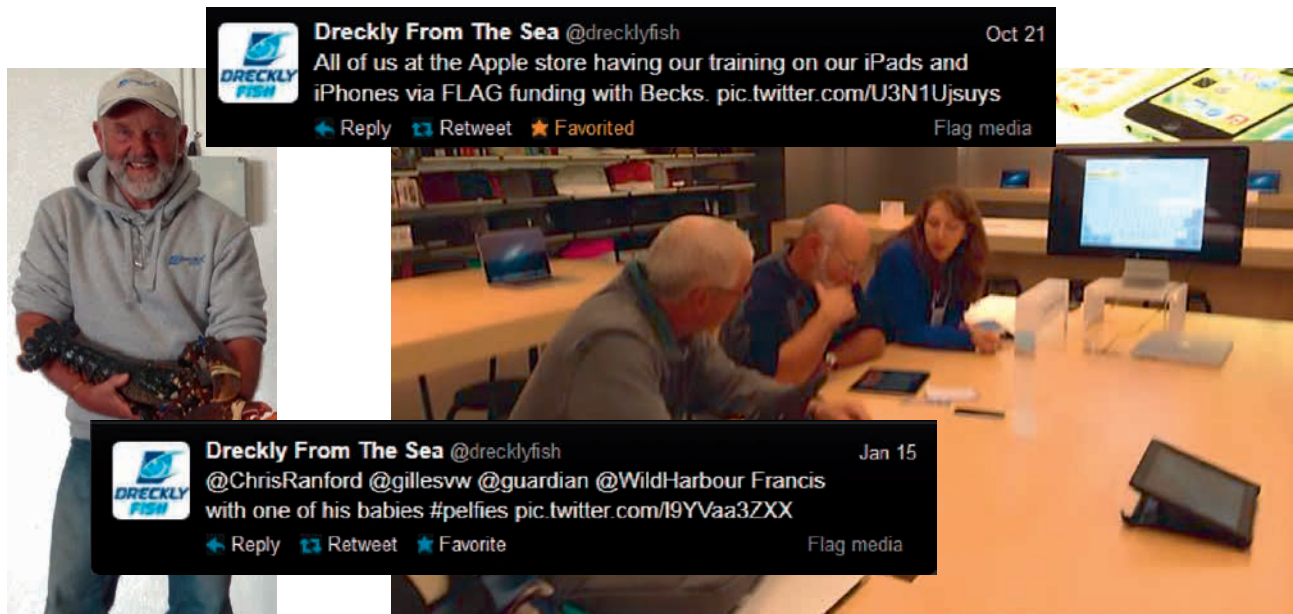 Dreckly From The Sea @drecklyfish Oct 21
All of us at the Apple store having our training on our iPads and
iPhones via FLAG funding with Becks. pic.twitter.com/U3N1Ujsuys
Reply Retweet Favorited Flag media
DRECKLY
FISH
Dreckly From The Sea @drecklyfish Jan 15
@ChrisRanford @gillesvw @guardian @WildHarbour Francis
with one of his babies #pelfies pic.twitter.com/I9YVaa3ZXX
Reply Retweet Favorite Flag media
DRECKLY
FISH